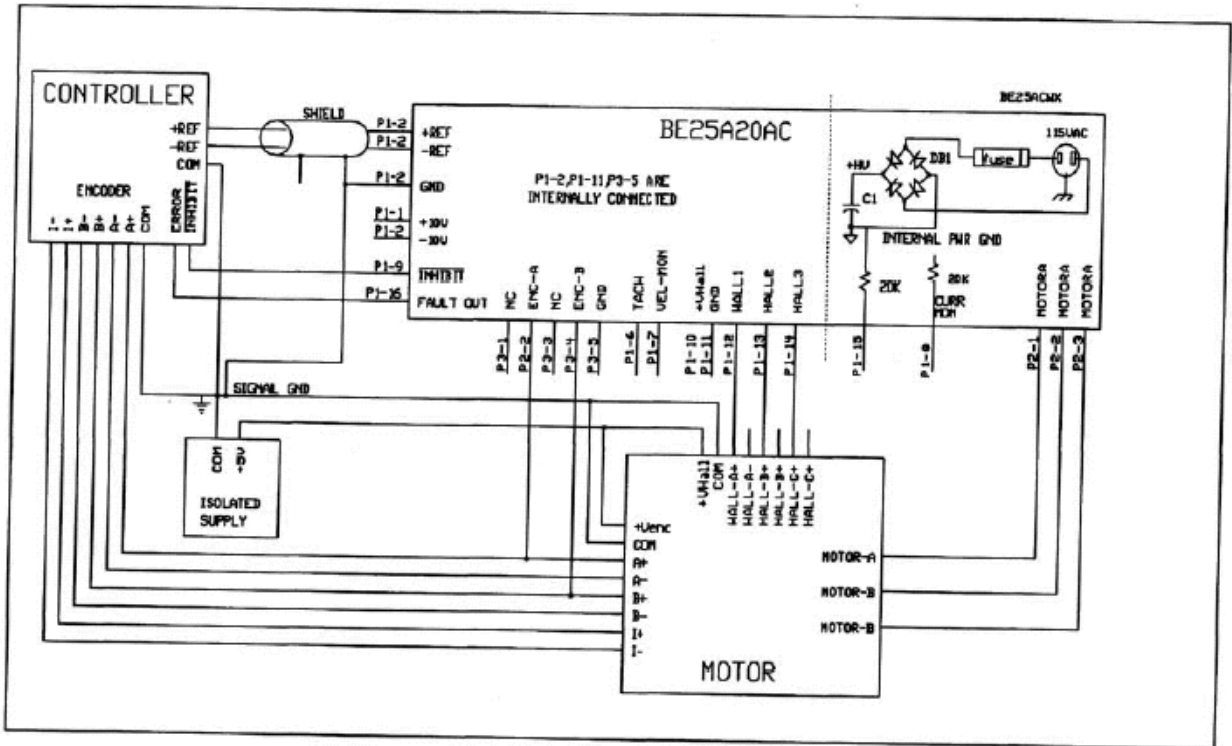 CONTROLLER
+REF
-REF
COM
ENCODER
I-
I+
B-
B+
A-
A+
COM
ERROR
INHIBIT
SHIELD
P1-2
P1-2
P1-2
P1-1
P1-2
P1-9
P1-16
BE25A20AC
BE25ACWX
+REF
-REF
GND
+10V
-10V
INHIBIT
FAULT OUT
P1-2,P1-11,P3-5 ARE
INTERNALLY CONNECTED
NC
ENC-A
NC
ENC-B
GND
TACH
VEL-MON
+VHall
GND
HALL1
HALL2
HALL3
+HV
DB1
C1
fuse
115VAC
INTERNAL PWR GND
20K
20K
CURR
MON
MOTORA
MOTORA
MOTORA
P3-1
P2-2
P3-3
P3-4
P3-5
P1-6
P1-7
P1-10
P1-11
P1-12
P1-13
P1-14
P1-15
P1-8
P2-1
P2-2
P2-3
SIGNAL GND
COM
+5V
ISOLATED
SUPPLY
+VHall
COM
HALL-A+
HALL-A-
HALL-B+
HALL-B+
HALL-C+
HALL-C+
+Venc
COM
A+
A-
B+
B-
I+
I-
MOTOR-A
MOTOR-B
MOTOR-B
MOTOR